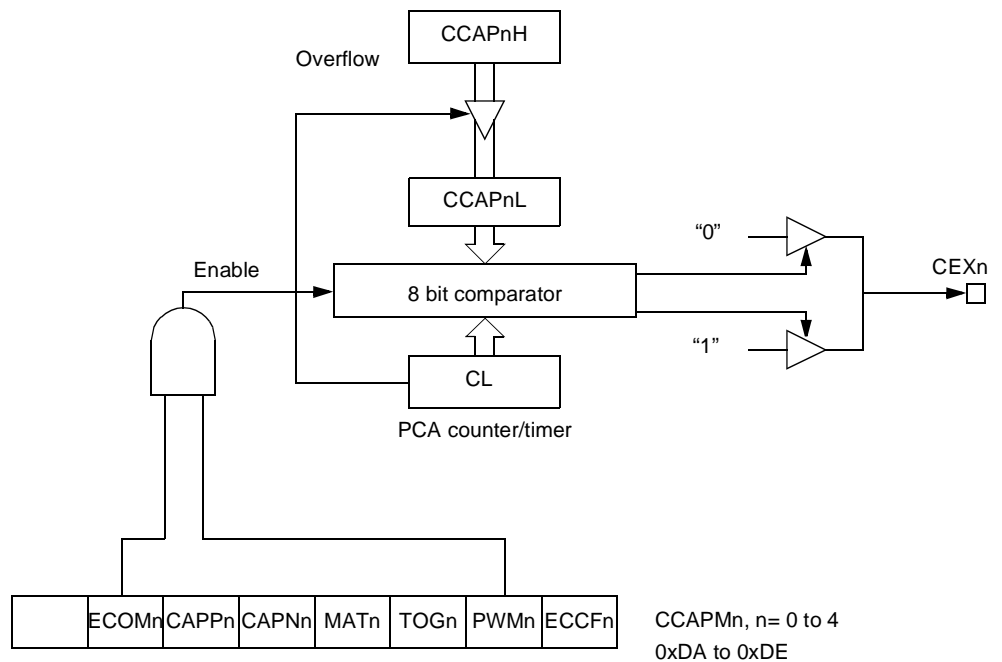 CCAPnH
Overflow
CCAPnL
“0”
Enable
CEXn
8 bit comparator
“1”
CL
PCA counter/timer
ECOMn CAPPn CAPNn MATn TOGn PWMn ECCFn
CCAPMn, n= 0 to 4
0xDA to 0xDE